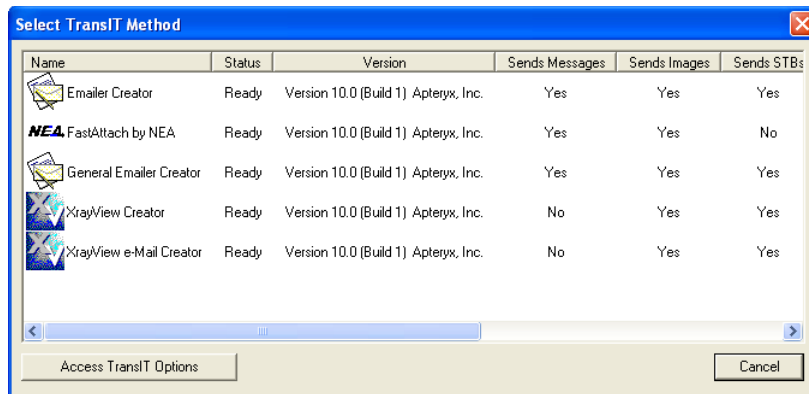 Select TransIT Method
Name Status Version Sends Messages Sends Images Sends STBs
Emailer Creator Ready Version 10.0 (Build 1) Apteryx, Inc. Yes Yes Yes
NEA FastAttach by NEA Ready Version 10.0 (Build 1) Apteryx, Inc. Yes Yes No
General Emailer Creator Ready Version 10.0 (Build 1) Apteryx, Inc. Yes Yes Yes
XrayView Creator Ready Version 10.0 (Build 1) Apteryx, Inc. No Yes Yes
XrayView e-Mail Creator Ready Version 10.0 (Build 1) Apteryx, Inc. No Yes Yes
Access TransIT Options Cancel